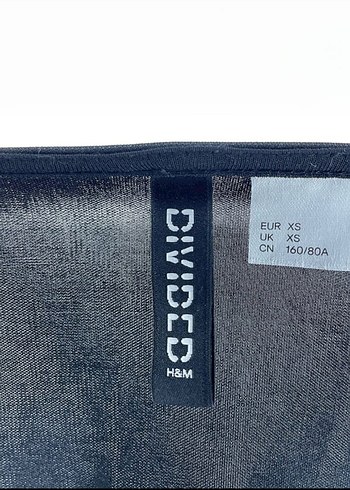 DIVIDED
H&M
EUR XS
UK XS
CN 160/80A